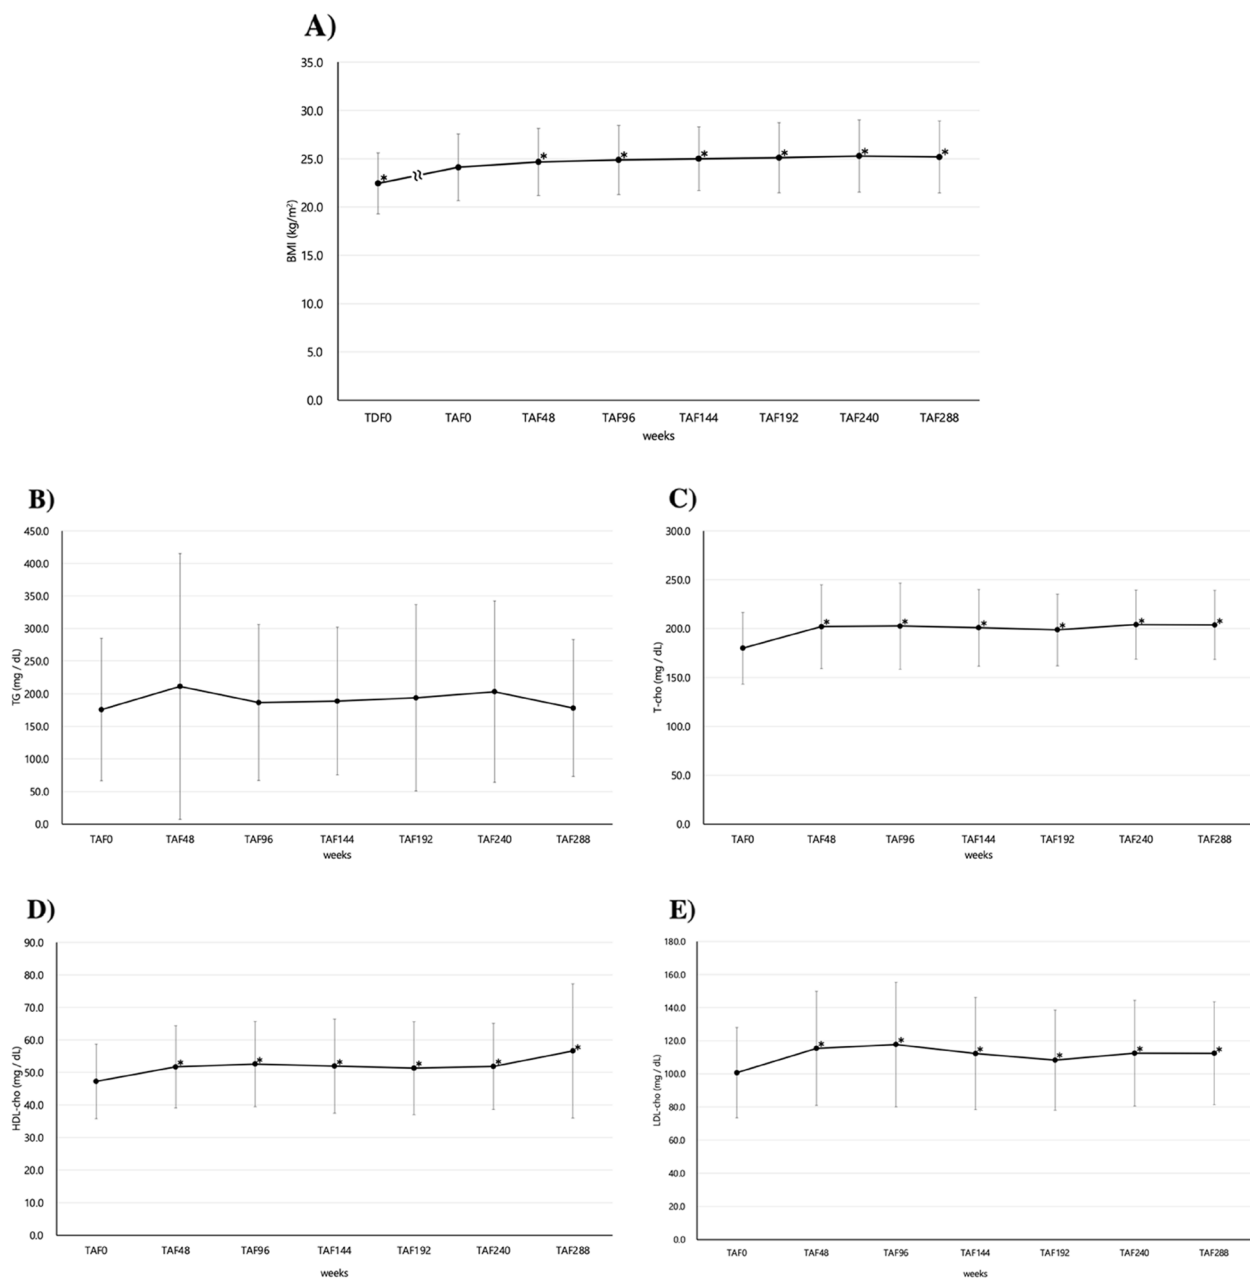 A)
BMI (kg/m²)
35.0
30.0
25.0
20.0
15.0
10.0
5.0
0.0
* * * * * * *
TDF0 TAF0 TAF48 TAF96 TAF144 TAF192 TAF240 TAF288
weeks
B)
TG (mg / dL)
450.0
400.0
350.0
300.0
250.0
200.0
150.0
100.0
50.0
0.0
TAF0 TAF48 TAF96 TAF144 TAF192 TAF240 TAF288
weeks
C)
T-cho (mg / dL)
300.0
250.0
200.0
150.0
100.0
50.0
0.0
* * * * * *
TAF0 TAF48 TAF96 TAF144 TAF192 TAF240 TAF288
weeks
D)
HDL-cho (mg / dL)
90.0
80.0
70.0
60.0
50.0
40.0
30.0
20.0
10.0
0.0
* * * * * *
TAF0 TAF48 TAF96 TAF144 TAF192 TAF240 TAF288
weeks
E)
LDL-cho (mg / dL)
180.0
160.0
140.0
120.0
100.0
80.0
60.0
40.0
20.0
0.0
* * * * * *
TAF0 TAF48 TAF96 TAF144 TAF192 TAF240 TAF288
weeks